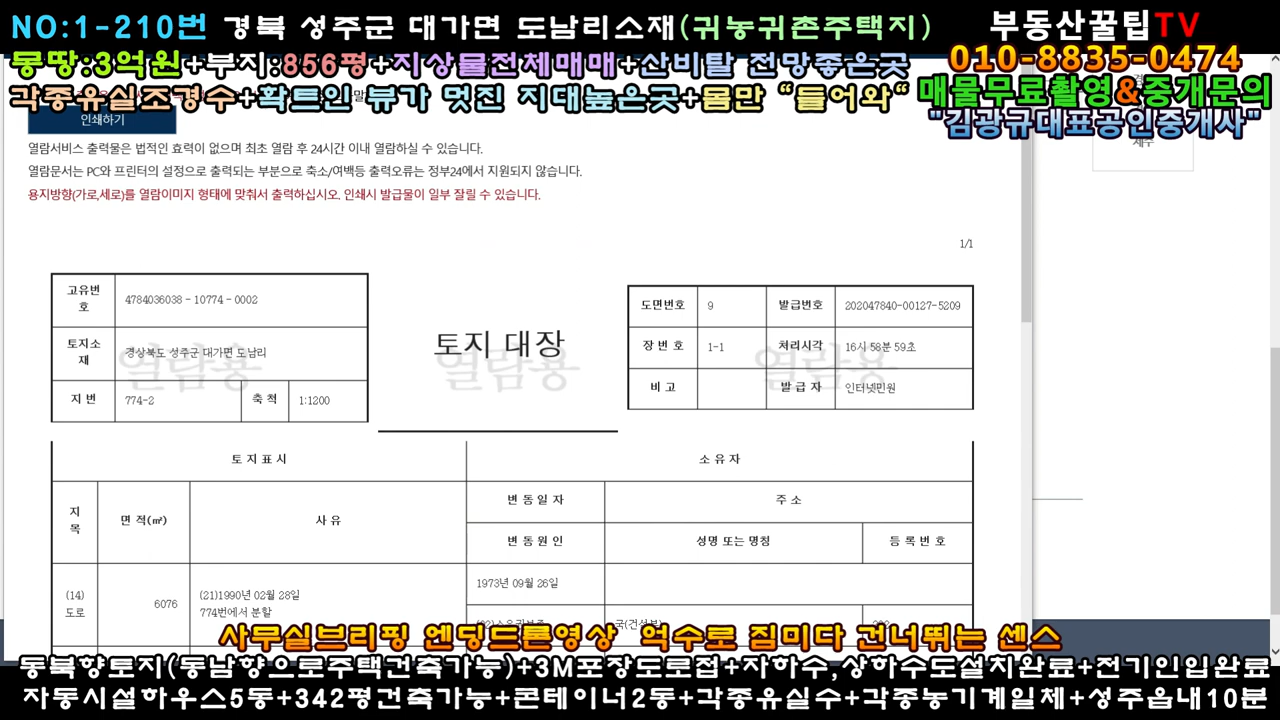 NO:1-210번 경북 성주군 대가면 도남리소재(귀농귀촌주택지)
부동산꿀팁TV
몽땅:3억원+부지:856평+지상물전체매매+산비탈 전망좋은곳
010-8835-0474
각종유실조경수+확트인 뷰가 멋진 지대높은곳+몸만 "들어와"
매물무료촬영&중개문의
"김광규대표공인중개사"
인쇄하기
열람서비스 출력물은 법적인 효력이 없으며 최초 열람 후 24시간 이내 열람하실 수 있습니다.
열람문서는 PC와 프린터의 설정으로 출력되는 부분으로 축소/여백등 출력오류는 정부24에서 지원되지 않습니다.
용지방향(가로,세로)를 열람이미지 형태에 맞춰서 출력하십시오. 인쇄시 발급물이 일부 잘릴 수 있습니다.
1/1
고유번호 4784036038 - 10774 - 0002
토지소재 경상북도 성주군 대가면 도남리
지 번 774-2 축 척 1:1200
토지 대장
도면번호 9 발급번호 202047840-00127-5209
장 번 호 1-1 처리시각 16시 58분 59초
비 고 발 급 자 인터넷민원
열람용 열람용 열람용
토 지 표 시 소 유 자
지목 면 적(㎡) 사 유 변 동 일 자 주 소
변 동 원 인 성명 또는 명칭 등 록 번 호
(14) 도로 6076 (21)1990년 02월 28일 1973년 09월 26일
774번에서 분할
사무실브리핑 엔딩드론영상 억수로 짐미다 건너뛰는 센스
동북향토지(동남향으로주택건축가능)+3M포장도로접+지하수,상하수도설치완료+전기인입완료
자동시설하우스5동+342평건축가능+콘테이너2동+각종유실수+각종농기계일체+성주읍내10분